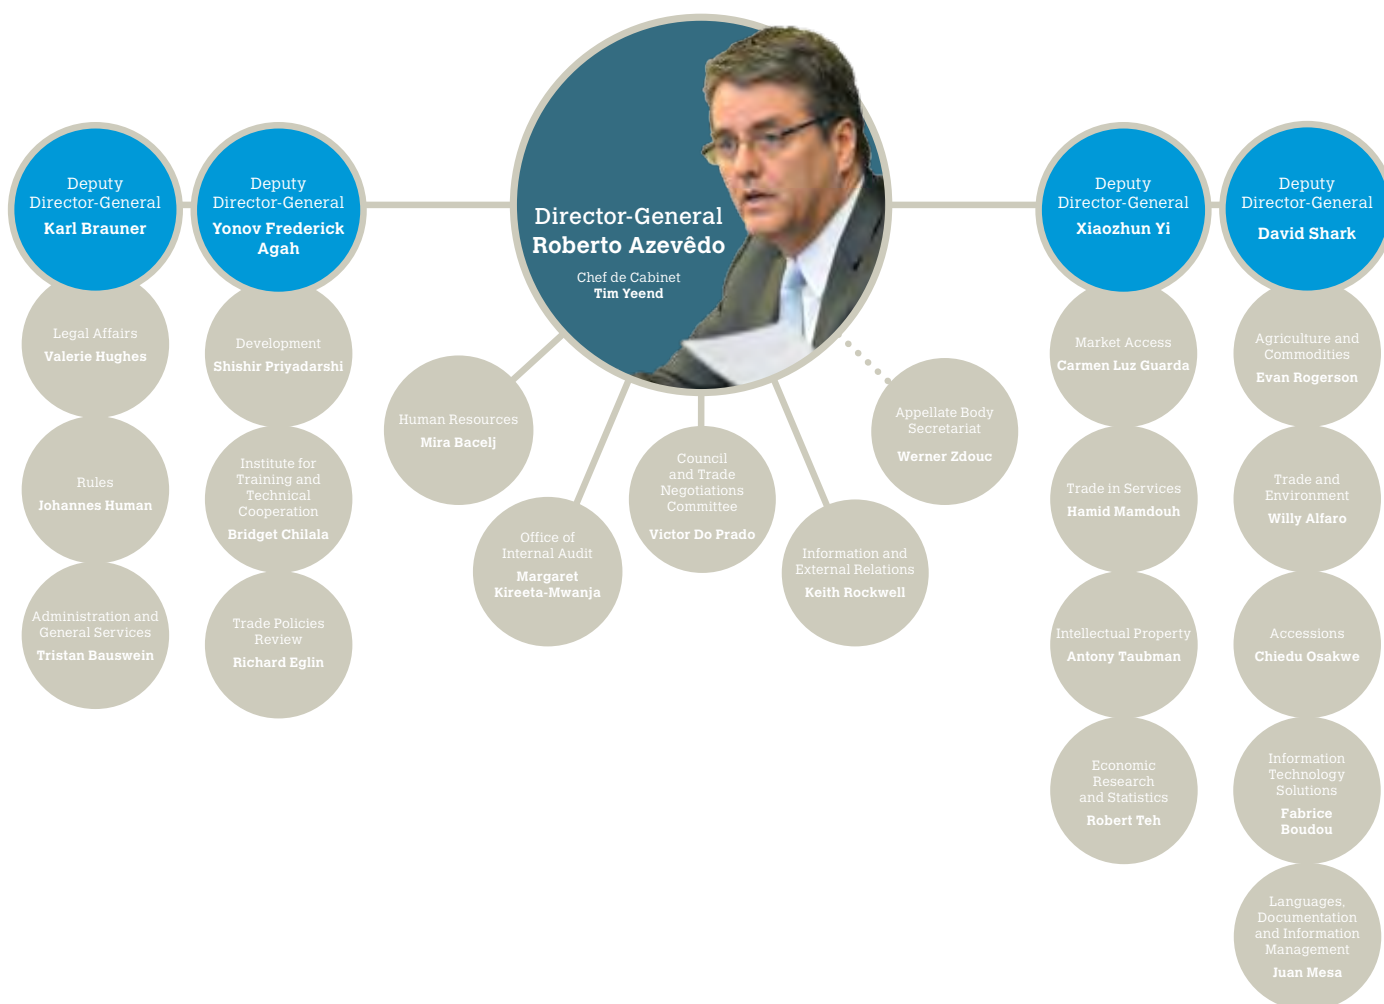 Director-General
Roberto Azevêdo
Chef de Cabinet
Tim Yeend
Deputy
Director-General
Karl Brauner
Legal Affairs
Valerie Hughes
Rules
Johannes Human
Administration and
General Services
Tristan Bauswein
Deputy
Director-General
Yonov Frederick
Agah
Development
Shishir Priyadarshi
Institute for
Training and
Technical
Cooperation
Bridget Chilala
Trade Policies
Review
Richard Eglin
Human Resources
Mira Bacelj
Office of
Internal Audit
Margaret
Kireeta-Mwanja
Council
and Trade
Negotiations
Committee
Victor Do Prado
Information and
External Relations
Keith Rockwell
Appellate Body
Secretariat
Werner Zdouc
Deputy
Director-General
Xiaozhun Yi
Market Access
Carmen Luz Guarda
Trade in Services
Hamid Mamdouh
Intellectual Property
Antony Taubman
Economic
Research
and Statistics
Robert Teh
Deputy
Director-General
David Shark
Agriculture and
Commodities
Evan Rogerson
Trade and
Environment
Willy Alfaro
Accessions
Chiedu Osakwe
Information
Technology
Solutions
Fabrice
Boudou
Languages,
Documentation
and Information
Management
Juan Mesa